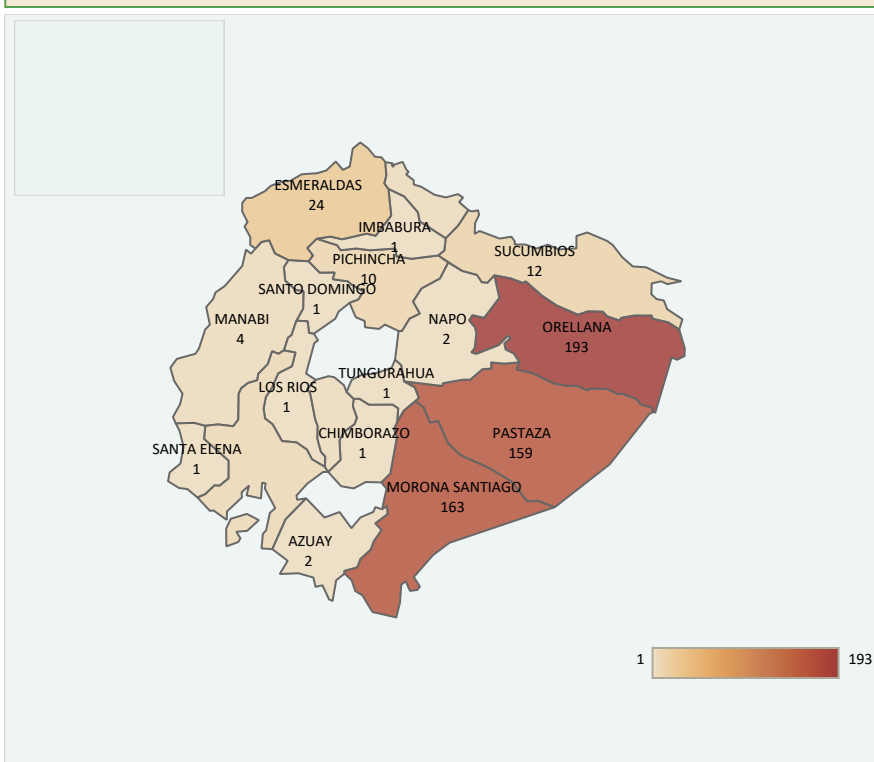 ESMERALDAS
24
IMBABURA
1
PICHINCHA
10
SUCUMBIOS
12
SANTO DOMINGO
1
MANABI
4
NAPO
2
ORELLANA
193
TUNGURAHUA
1
LOS RIOS
1
CHIMBORAZO
1
PASTAZA
159
SANTA ELENA
1
MORONA SANTIAGO
163
AZUAY
2
1
193